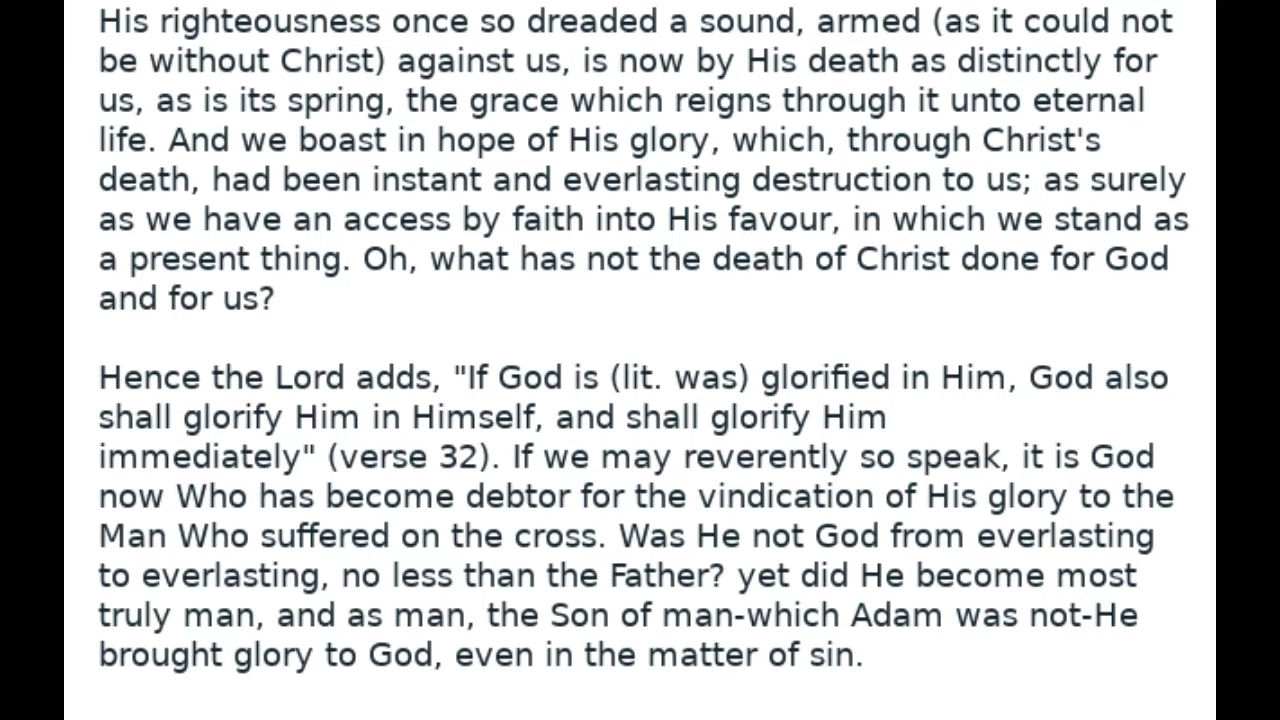 His righteousness once so dreaded a sound, armed (as it could not
be without Christ) against us, is now by His death as distinctly for
us, as is its spring, the grace which reigns through it unto eternal
life. And we boast in hope of His glory, which, through Christ's
death, had been instant and everlasting destruction to us; as surely
as we have an access by faith into His favour, in which we stand as
a present thing. Oh, what has not the death of Christ done for God
and for us?
Hence the Lord adds, "If God is (lit. was) glorified in Him, God also
shall glorify Him in Himself, and shall glorify Him
immediately" (verse 32). If we may reverently so speak, it is God
now Who has become debtor for the vindication of His glory to the
Man Who suffered on the cross. Was He not God from everlasting
to everlasting, no less than the Father? yet did He become most
truly man, and as man, the Son of man-which Adam was not-He
brought glory to God, even in the matter of sin.